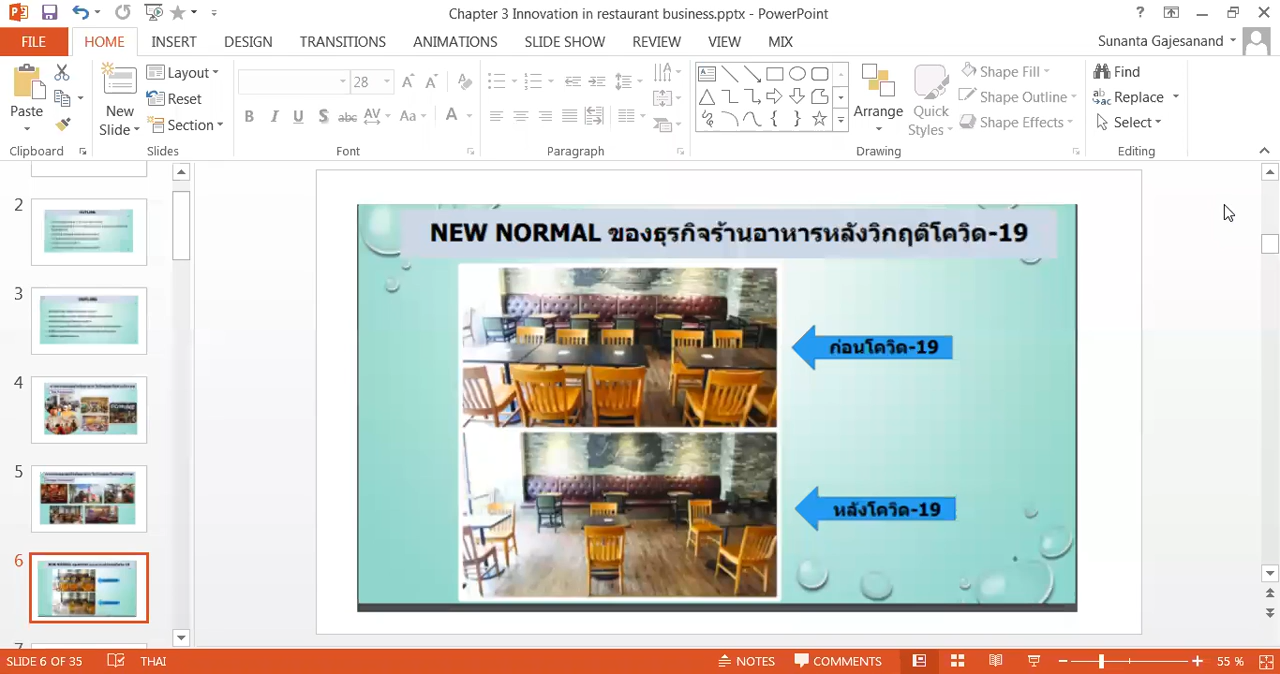 Chapter 3 Innovation in restaurant business.pptx - PowerPoint
FILE HOME INSERT DESIGN TRANSITIONS ANIMATIONS SLIDE SHOW REVIEW VIEW MIX
Sunanta Gajesanand
Paste
New
Slide
Layout
Reset
Section
28
Arrange
Quick
Styles
Shape Fill
Shape Outline
Shape Effects
Find
Replace
Select
Clipboard Slides Font Paragraph Drawing Editing
2
3
4
5
6
7
NEW NORMAL ของธุรกิจร้านอาหารหลังวิกฤติโควิด-19
ก่อนโควิด-19
หลังโควิด-19
SLIDE 6 OF 35 THAI NOTES COMMENTS 55 %